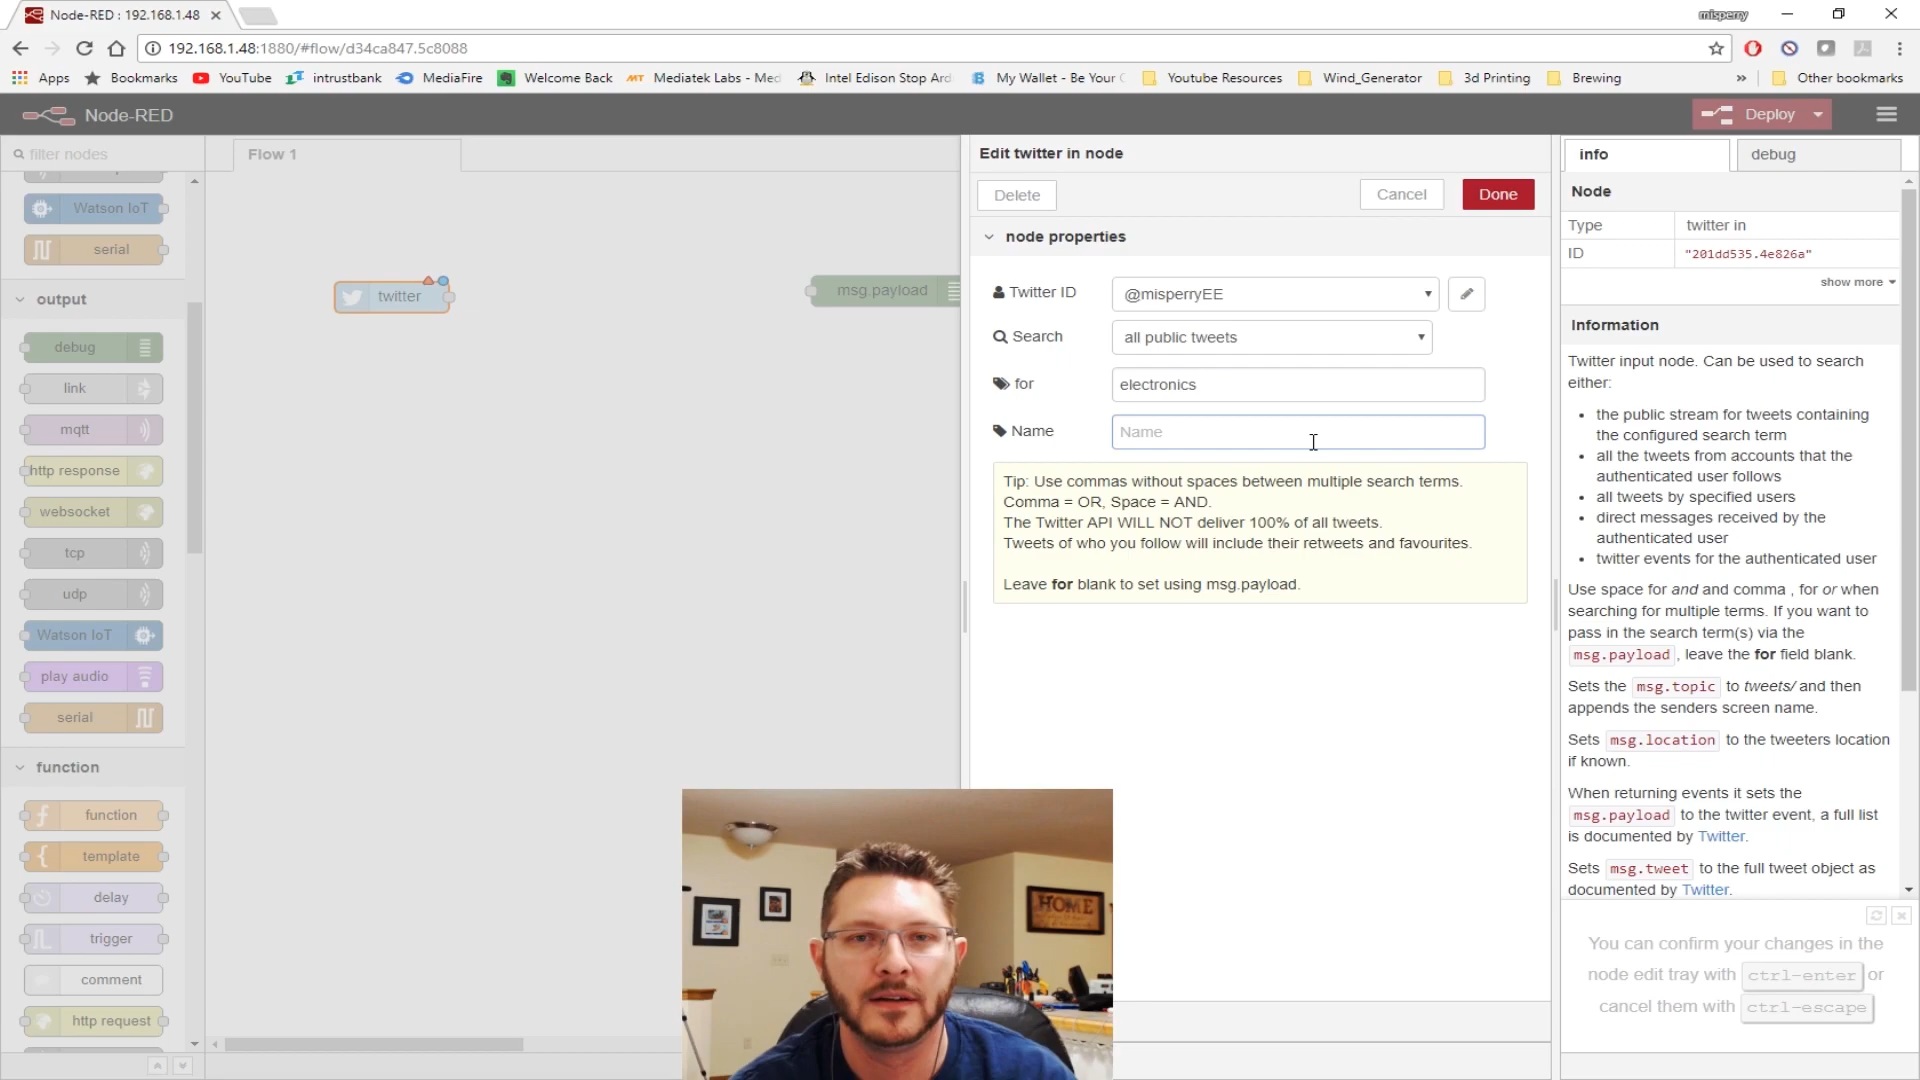 Node-RED : 192.168.1.48
misperry
192.168.1.48:1880/#flow/d34ca847.5c8088
Apps
Bookmarks
YouTube
intrustbank
MediaFire
Welcome Back
Mediatek Labs - Med
Intel Edison Stop Ard
My Wallet - Be Your
Youtube Resources
Wind_Generator
3d Printing
Brewing
»
Other bookmarks
Node-RED
Deploy
filter nodes
Watson IoT
serial
output
debug
link
mqtt
http response
websocket
tcp
udp
Watson IoT
play audio
serial
function
function
template
delay
trigger
comment
http request
Flow 1
twitter
msg.payload
Edit twitter in node
Delete
Cancel
Done
node properties
Twitter ID
@misperryEE
Search
all public tweets
for
electronics
Name
Name
Tip: Use commas without spaces between multiple search terms.
Comma = OR, Space = AND.
The Twitter API WILL NOT deliver 100% of all tweets.
Tweets of who you follow will include their retweets and favourites.
Leave for blank to set using msg.payload.
HOME
info
debug
Node
Type
twitter in
ID
"201dd535.4e826a"
show more
Information
Twitter input node. Can be used to search
either:
• the public stream for tweets containing
the configured search term
• all the tweets from accounts that the
authenticated user follows
• all tweets by specified users
• direct messages received by the
authenticated user
• twitter events for the authenticated user
Use space for and and comma , for or when
searching for multiple terms. If you want to
pass in the search term(s) via the
msg.payload , leave the for field blank.
Sets the msg.topic to tweets/ and then
appends the senders screen name.
Sets msg.location to the tweeters location
if known.
When returning events it sets the
msg.payload to the twitter event, a full list
is documented by Twitter.
Sets msg.tweet to the full tweet object as
documented by Twitter.
You can confirm your changes in the
node edit tray with ctrl-enter or
cancel them with ctrl-escape